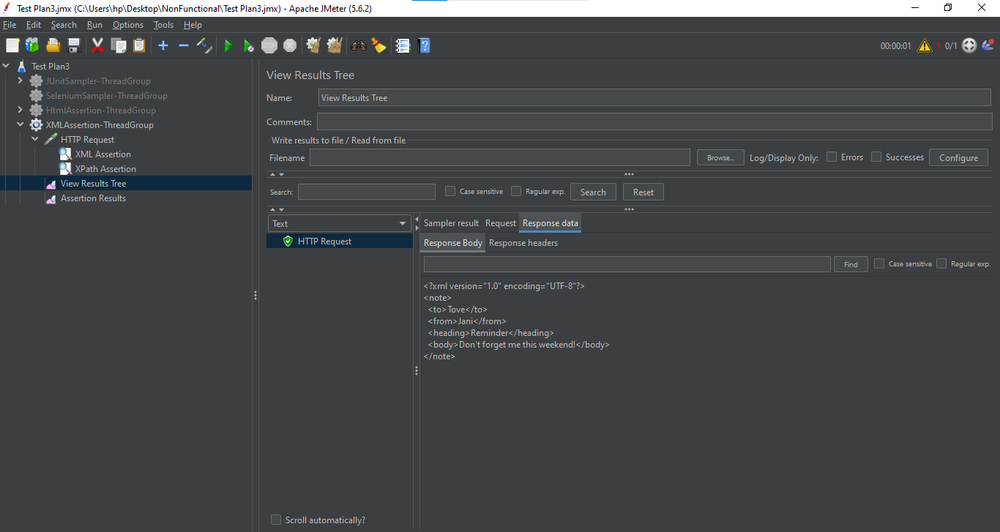 Test Plan3.jmx (C:\Users\hp\Desktop\NonFunctional\Test Plan3.jmx) - Apache JMeter (5.6.2)
File Edit Search Run Options Tools Help
STOP
00:00:01 1 0/1
Test Plan3
JUnitSampler-ThreadGroup
SeleniumSampler-ThreadGroup
HtmlAssertion-ThreadGroup
XMLAssertion-ThreadGroup
HTTP Request
XML Assertion
XPath Assertion
View Results Tree
Assertion Results
View Results Tree
Name: View Results Tree
Comments:
Write results to file / Read from file
Filename Browse... Log/Display Only: Errors Successes Configure
Search: Case sensitive Regular exp. Search Reset
Text
HTTP Request
Scroll automatically?
Sampler result Request Response data
Response Body Response headers
Find Case sensitive Regular exp.
<?xml version="1.0" encoding="UTF-8"?>
<note>
<to>Tove</to>
<from>Jani</from>
<heading>Reminder</heading>
<body>Don't forget me this weekend!</body>
</note>